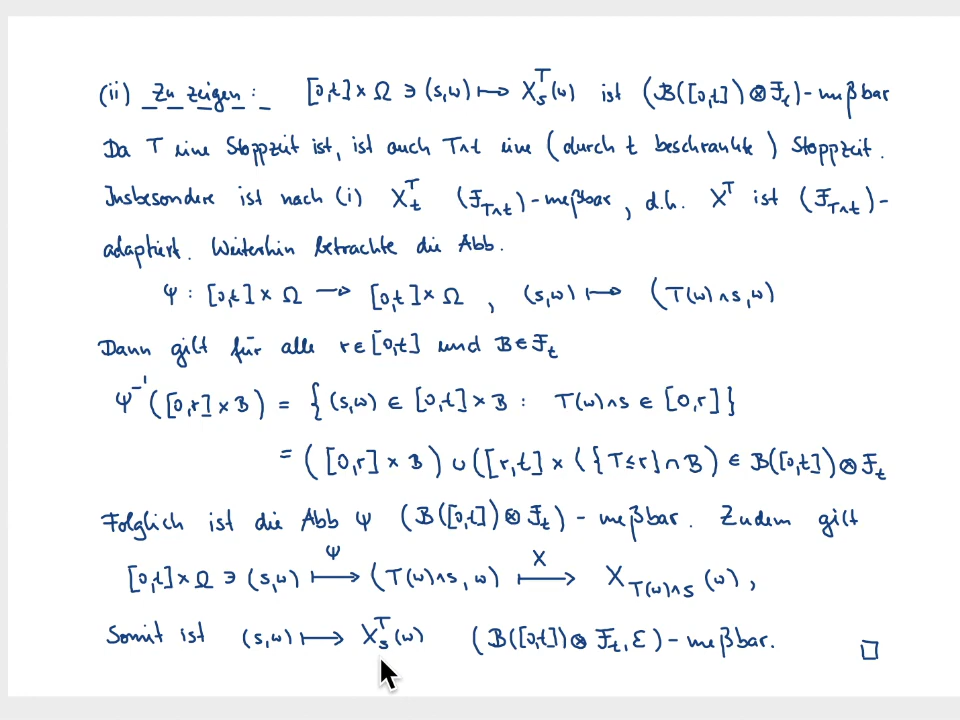 (ii) Zu zeigen: [0,t] × Ω ∋ (s,ω) ↦ X_s^T(ω) ist (B([0,t]) ⊗ F_t)-meßbar
Da T eine Stoppzeit ist, ist auch T∧t eine (durch t beschränkte) Stoppzeit.
Insbesondere ist nach (i) X_t^T (F_{T∧t})-meßbar, d.h. X^T ist (F_{T∧t})-
adaptiert. Weiterhin betrachte die Abb.
Ψ : [0,t] × Ω → [0,t] × Ω, (s,ω) ↦ (T(ω)∧s, ω)
Dann gilt für alle r ∈ [0,t] und B ∈ F_t
Ψ^{-1}([0,r] × B) = {(s,ω) ∈ [0,t] × B : T(ω)∧s ∈ [0,r]}
= ([0,r] × B) ∪ ([r,t] × ({T≤r} ∩ B) ∈ B([0,t]) ⊗ F_t
Folglich ist die Abb Ψ (B([0,t]) ⊗ F_t)-meßbar. Zudem gilt
[0,t] × Ω ∋ (s,ω) ↦^Ψ (T(ω)∧s, ω) ↦^X X_{T(ω)∧s}(ω),
Somit ist (s,ω) ↦ X_s^T(ω) (B([0,t]) ⊗ F_t, E)-meßbar. □